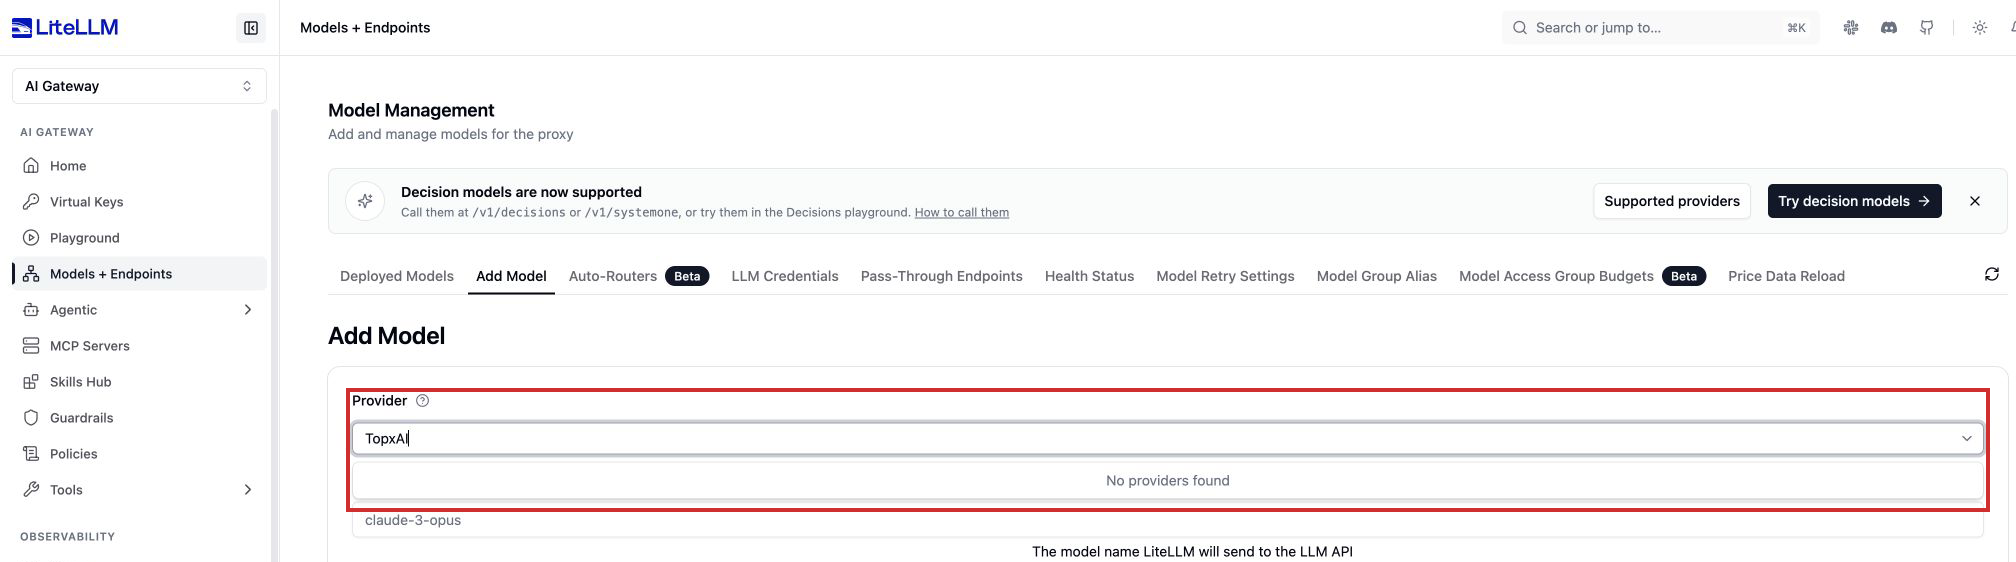 LiteLLM
Models + Endpoints
Search or jump to...
⌘K
AI Gateway
AI GATEWAY
Home
Virtual Keys
Playground
Models + Endpoints
Agentic
MCP Servers
Skills Hub
Guardrails
Policies
Tools
OBSERVABILITY
Model Management
Add and manage models for the proxy
Decision models are now supported
Call them at /v1/decisions or /v1/systemone, or try them in the Decisions playground. How to call them
Supported providers
Try decision models →
Deployed Models Add Model Auto-Routers Beta LLM Credentials Pass-Through Endpoints Health Status Model Retry Settings Model Group Alias Model Access Group Budgets Beta Price Data Reload
Add Model
Provider
TopxAI
No providers found
claude-3-opus
The model name LiteLLM will send to the LLM API